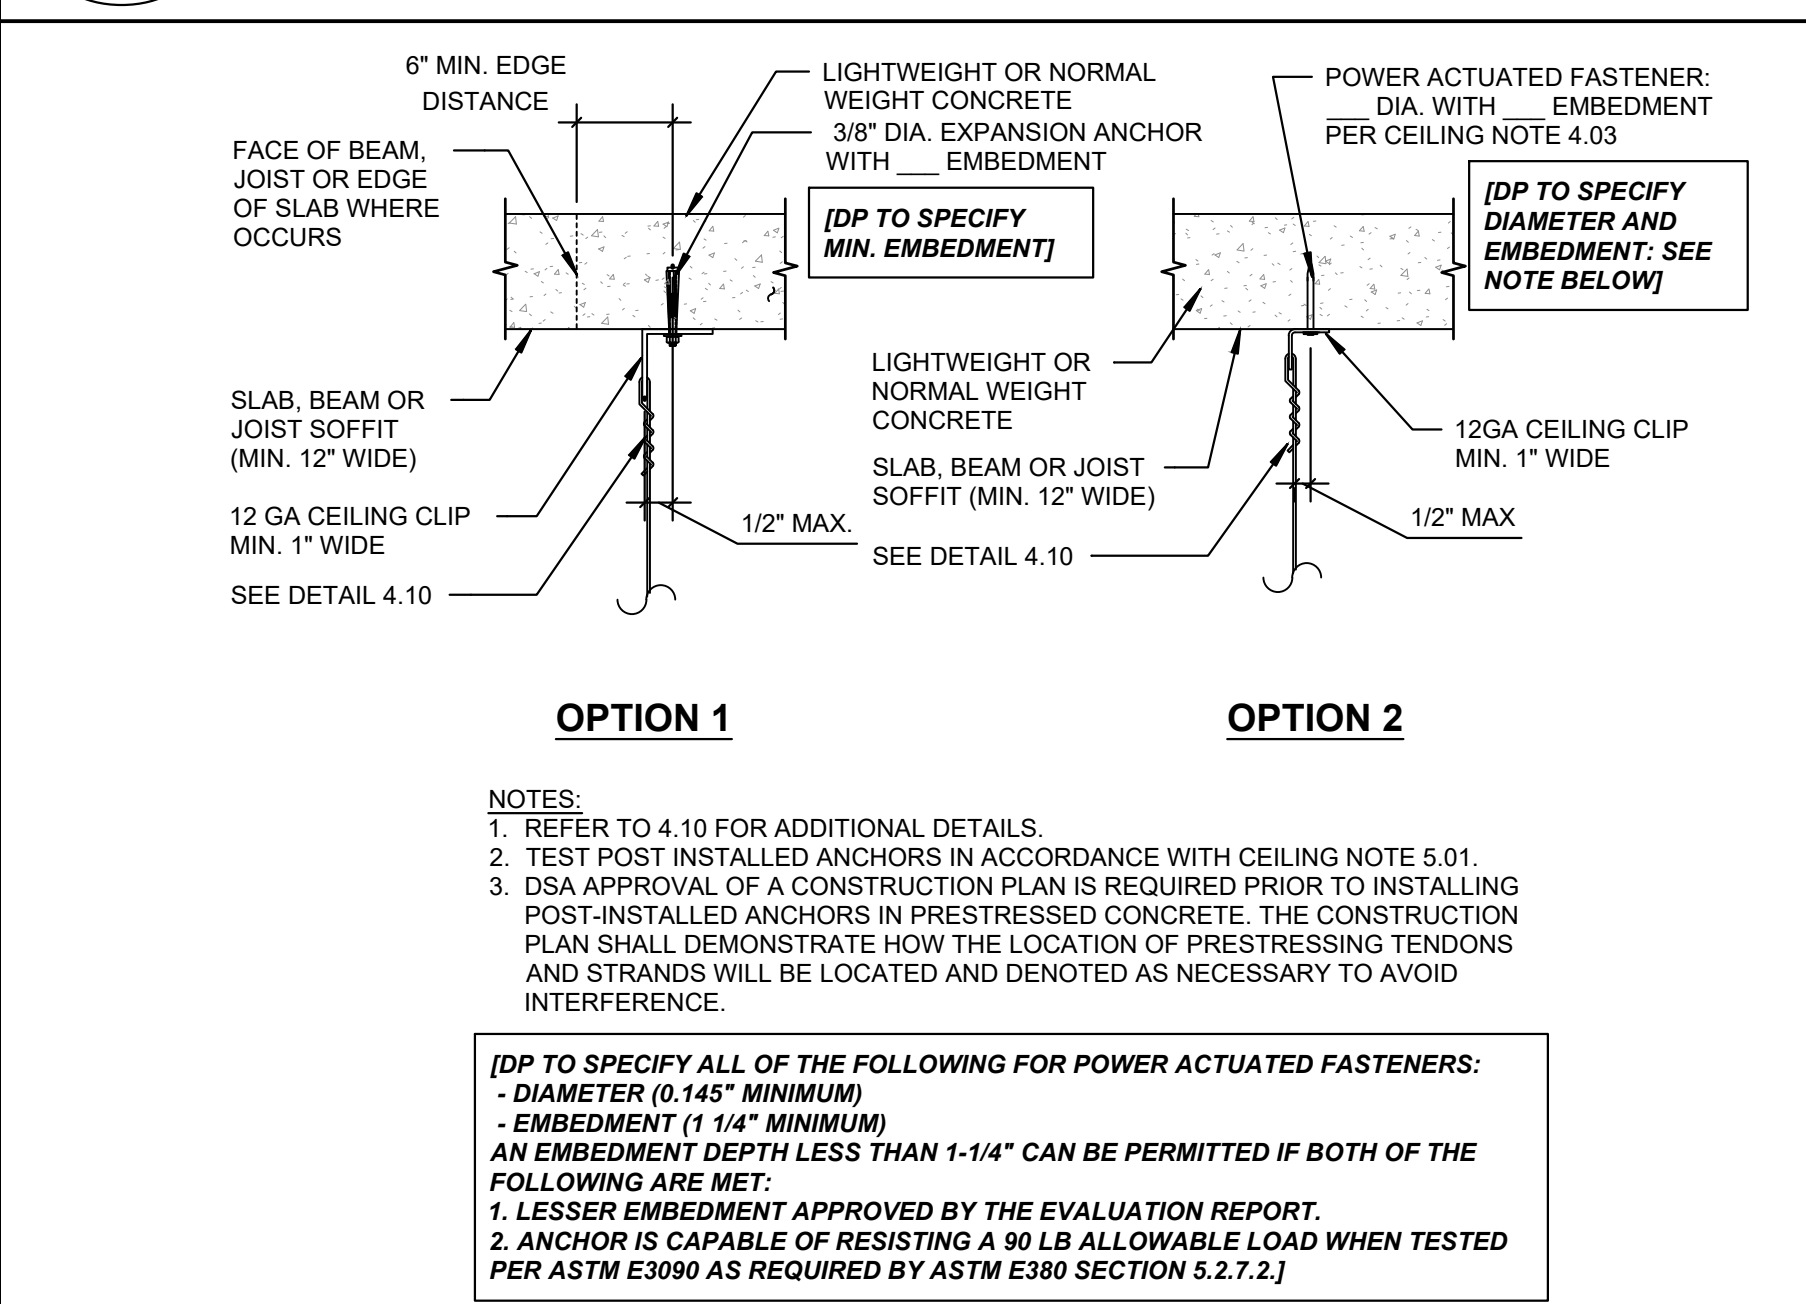 6" MIN. EDGE
DISTANCE
FACE OF BEAM,
JOIST OR EDGE
OF SLAB WHERE
OCCURS
LIGHTWEIGHT OR NORMAL
WEIGHT CONCRETE
3/8" DIA. EXPANSION ANCHOR
WITH ___ EMBEDMENT
[DP TO SPECIFY
MIN. EMBEDMENT]
SLAB, BEAM OR
JOIST SOFFIT
(MIN. 12" WIDE)
12 GA CEILING CLIP
MIN. 1" WIDE
SEE DETAIL 4.10
1/2" MAX.
POWER ACTUATED FASTENER:
___ DIA. WITH ___ EMBEDMENT
PER CEILING NOTE 4.03
[DP TO SPECIFY
DIAMETER AND
EMBEDMENT: SEE
NOTE BELOW]
LIGHTWEIGHT OR
NORMAL WEIGHT
CONCRETE
SLAB, BEAM OR JOIST
SOFFIT (MIN. 12" WIDE)
SEE DETAIL 4.10
12GA CEILING CLIP
MIN. 1" WIDE
1/2" MAX
OPTION 1
OPTION 2
NOTES:
1. REFER TO 4.10 FOR ADDITIONAL DETAILS.
2. TEST POST INSTALLED ANCHORS IN ACCORDANCE WITH CEILING NOTE 5.01.
3. DSA APPROVAL OF A CONSTRUCTION PLAN IS REQUIRED PRIOR TO INSTALLING
POST-INSTALLED ANCHORS IN PRESTRESSED CONCRETE. THE CONSTRUCTION
PLAN SHALL DEMONSTRATE HOW THE LOCATION OF PRESTRESSING TENDONS
AND STRANDS WILL BE LOCATED AND DENOTED AS NECESSARY TO AVOID
INTERFERENCE.
[DP TO SPECIFY ALL OF THE FOLLOWING FOR POWER ACTUATED FASTENERS:
- DIAMETER (0.145" MINIMUM)
- EMBEDMENT (1 1/4" MINIMUM)
AN EMBEDMENT DEPTH LESS THAN 1-1/4" CAN BE PERMITTED IF BOTH OF THE
FOLLOWING ARE MET:
1. LESSER EMBEDMENT APPROVED BY THE EVALUATION REPORT.
2. ANCHOR IS CAPABLE OF RESISTING A 90 LB ALLOWABLE LOAD WHEN TESTED
PER ASTM E3090 AS REQUIRED BY ASTM E380 SECTION 5.2.7.2.]